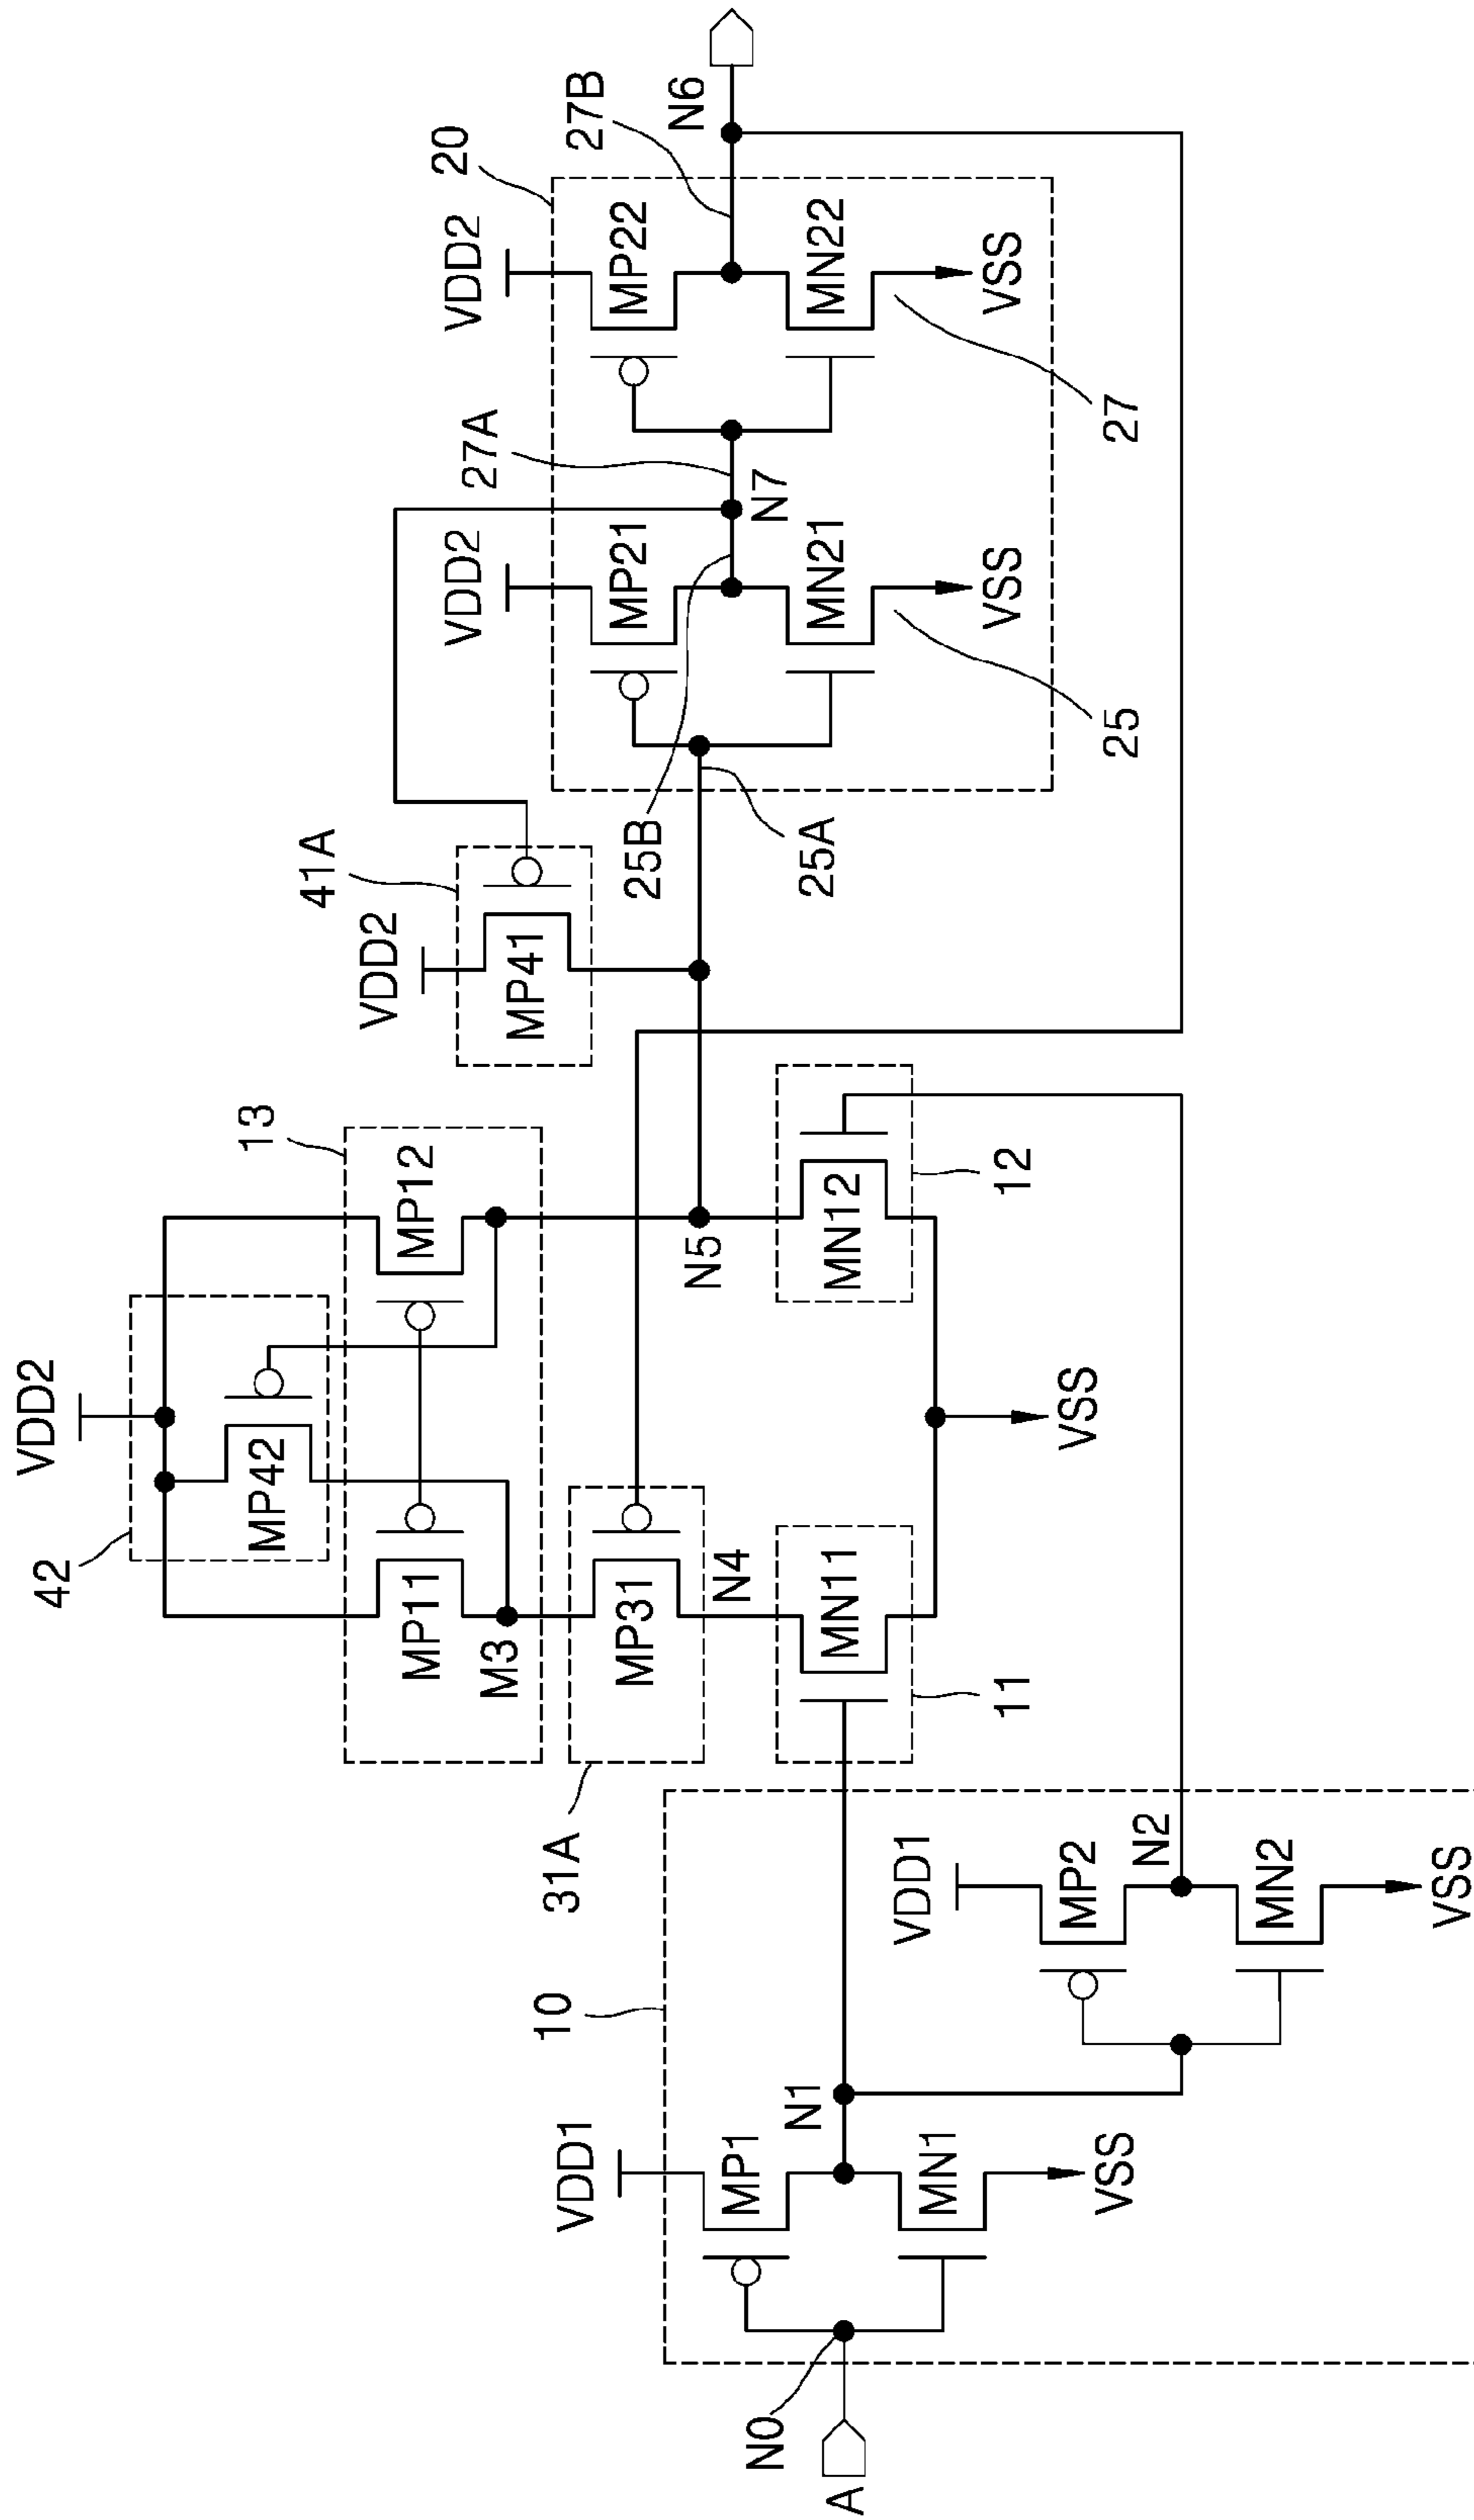 VDD2
42
MP42
13
MP11
MP12
M3
31A
MP31
N4
N5
11
MN11
MN12
12
VSS
41A
VDD2
MP41
25B
25A
20
VDD2
27A
VDD2
27B
MP21
MP22
N6
N7
MN21
MN22
VSS
VSS
25
27
10
VDD1
MP1
N1
MN1
VSS
N0
A
VDD1
MP2
N2
MN2
VSS